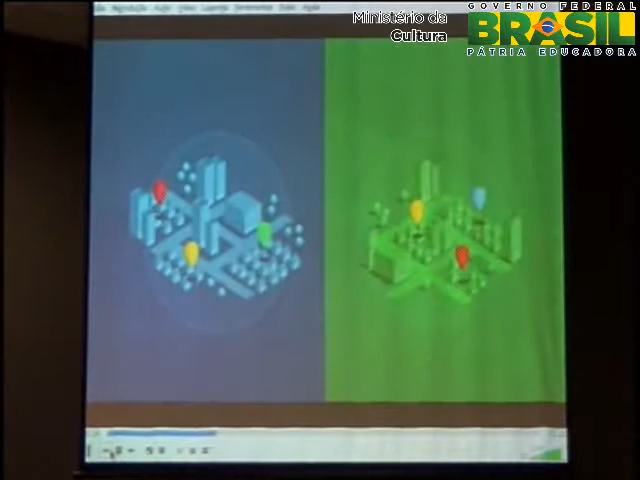 Ministério da
Cultura
GOVERNO FEDERAL
BRASIL
PÁTRIA EDUCADORA